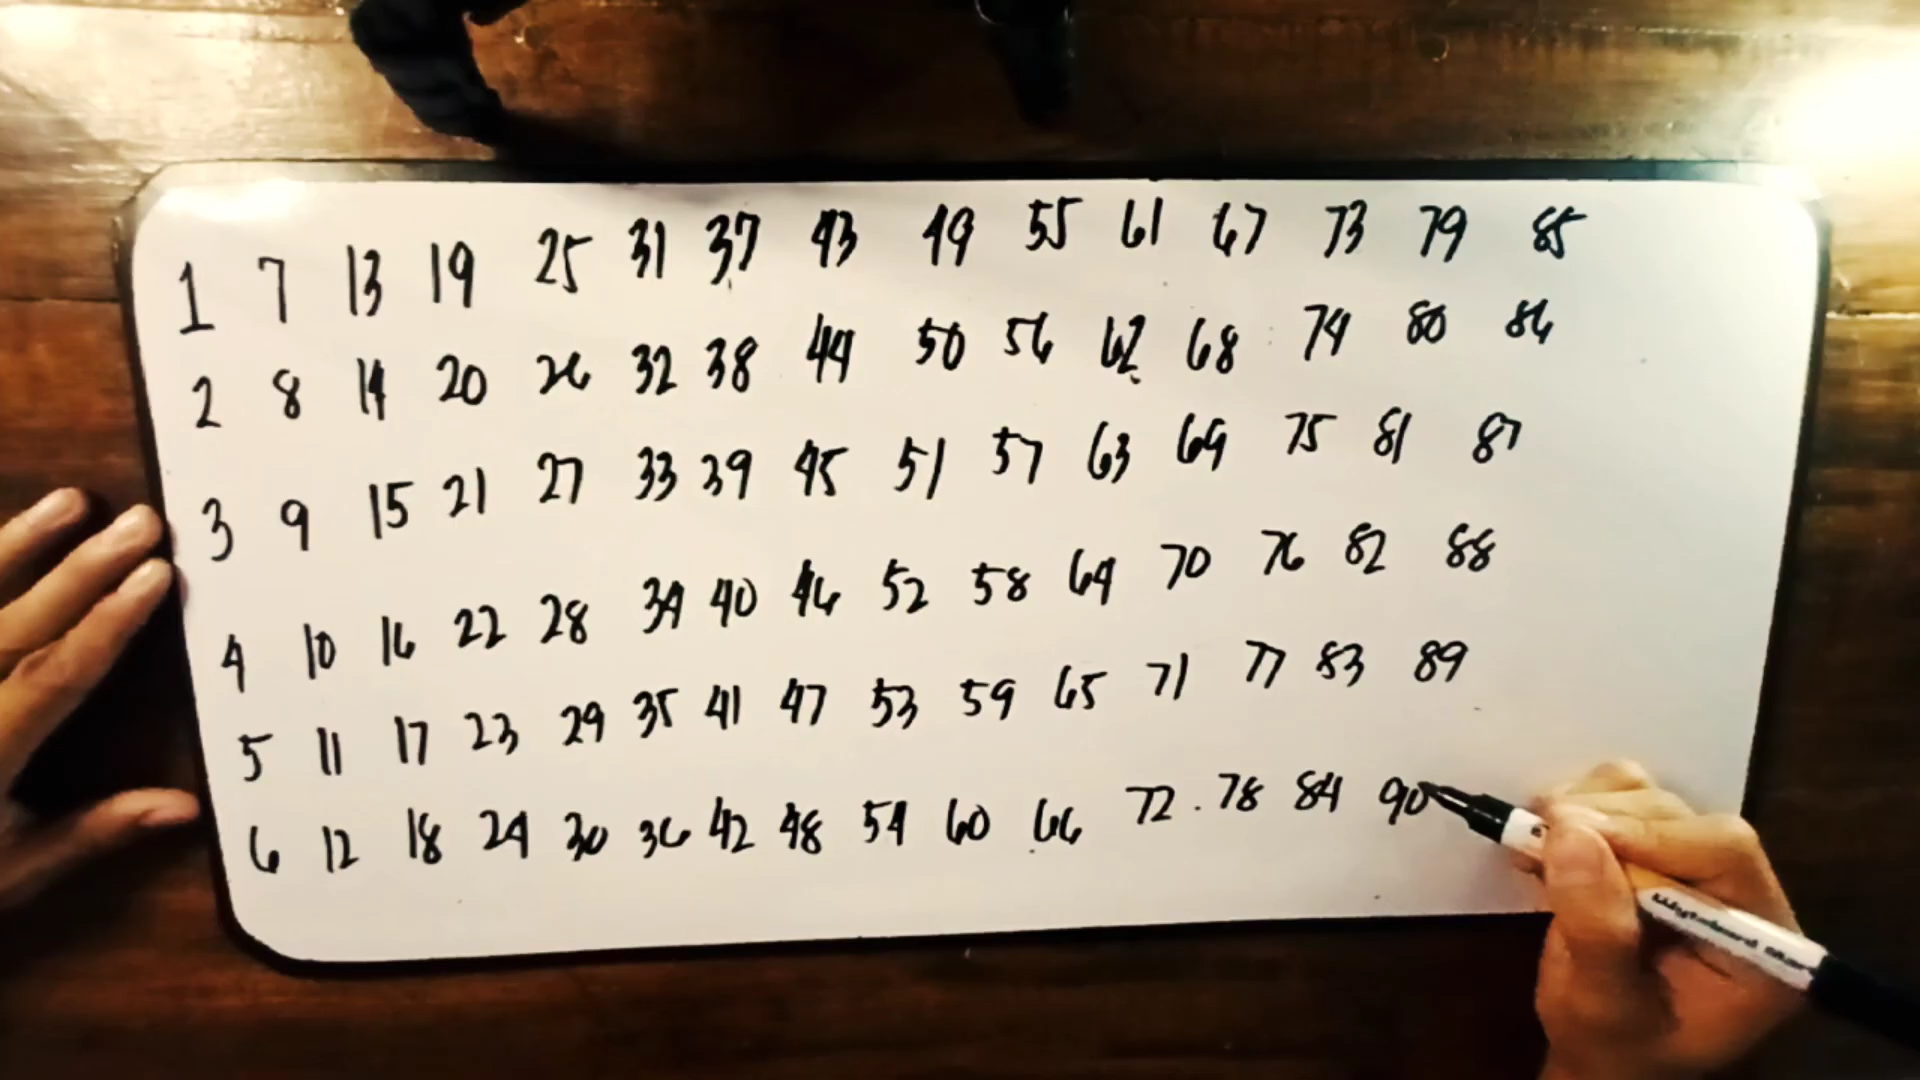 1 7 13 19 25 31 37 43 49 55 61 67 73 79 85
2 8 14 20 26 32 38 44 50 56 62 68 74 80 86
3 9 15 21 27 33 39 45 51 57 63 69 75 81 87
4 10 16 22 28 34 40 46 52 58 64 70 76 82 88
5 11 17 23 29 35 41 47 53 59 65 71 77 83 89
6 12 18 24 30 36 42 48 54 60 66 72 78 84 90